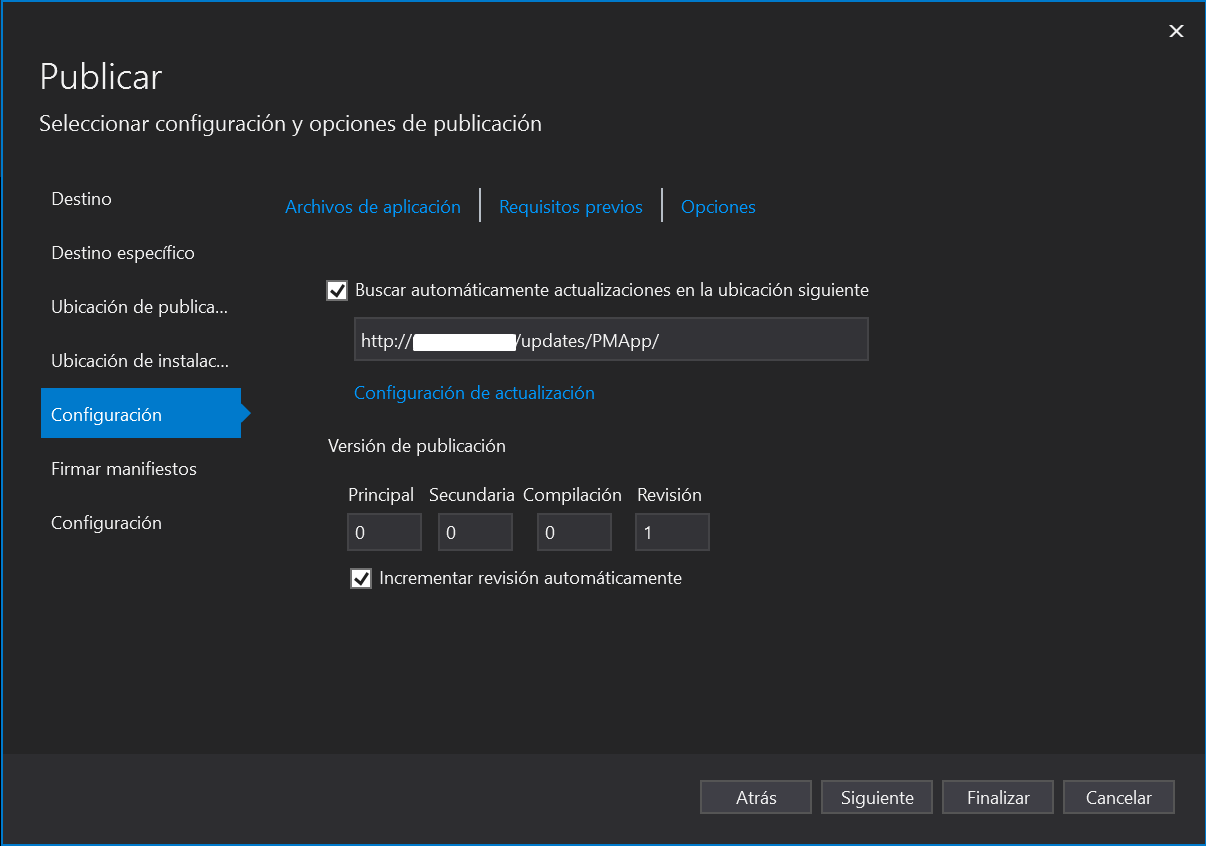 Publicar
Seleccionar configuración y opciones de publicación
Destino
Destino específico
Ubicación de publica...
Ubicación de instalac...
Configuración
Firmar manifiestos
Configuración
Archivos de aplicación
Requisitos previos
Opciones
Buscar automáticamente actualizaciones en la ubicación siguiente
http:// /updates/PMApp/
Configuración de actualización
Versión de publicación
Principal Secundaria Compilación Revisión
0 0 0 1
Incrementar revisión automáticamente
Atrás Siguiente Finalizar Cancelar